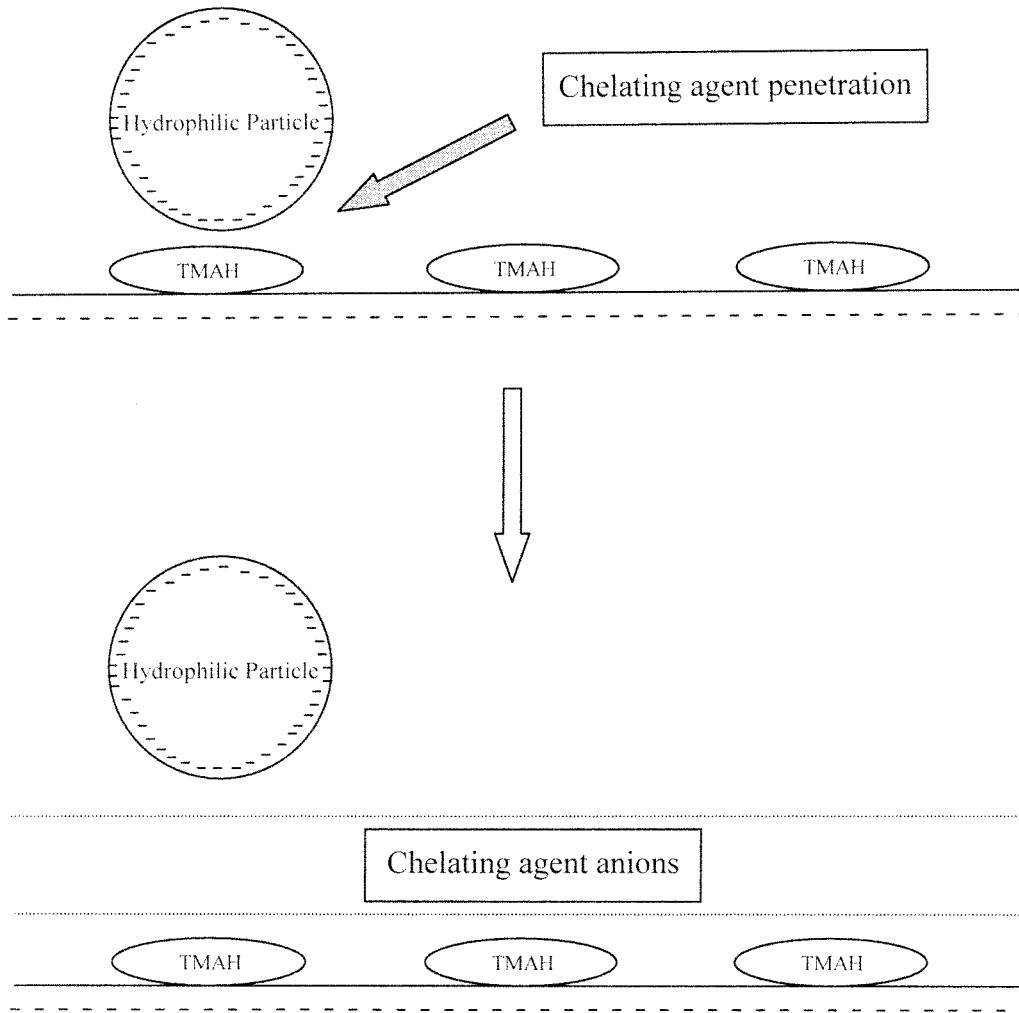 Chelating agent penetration
Hydrophilic Particle
TMAH TMAH TMAH
Hydrophilic Particle
Chelating agent anions
TMAH TMAH TMAH